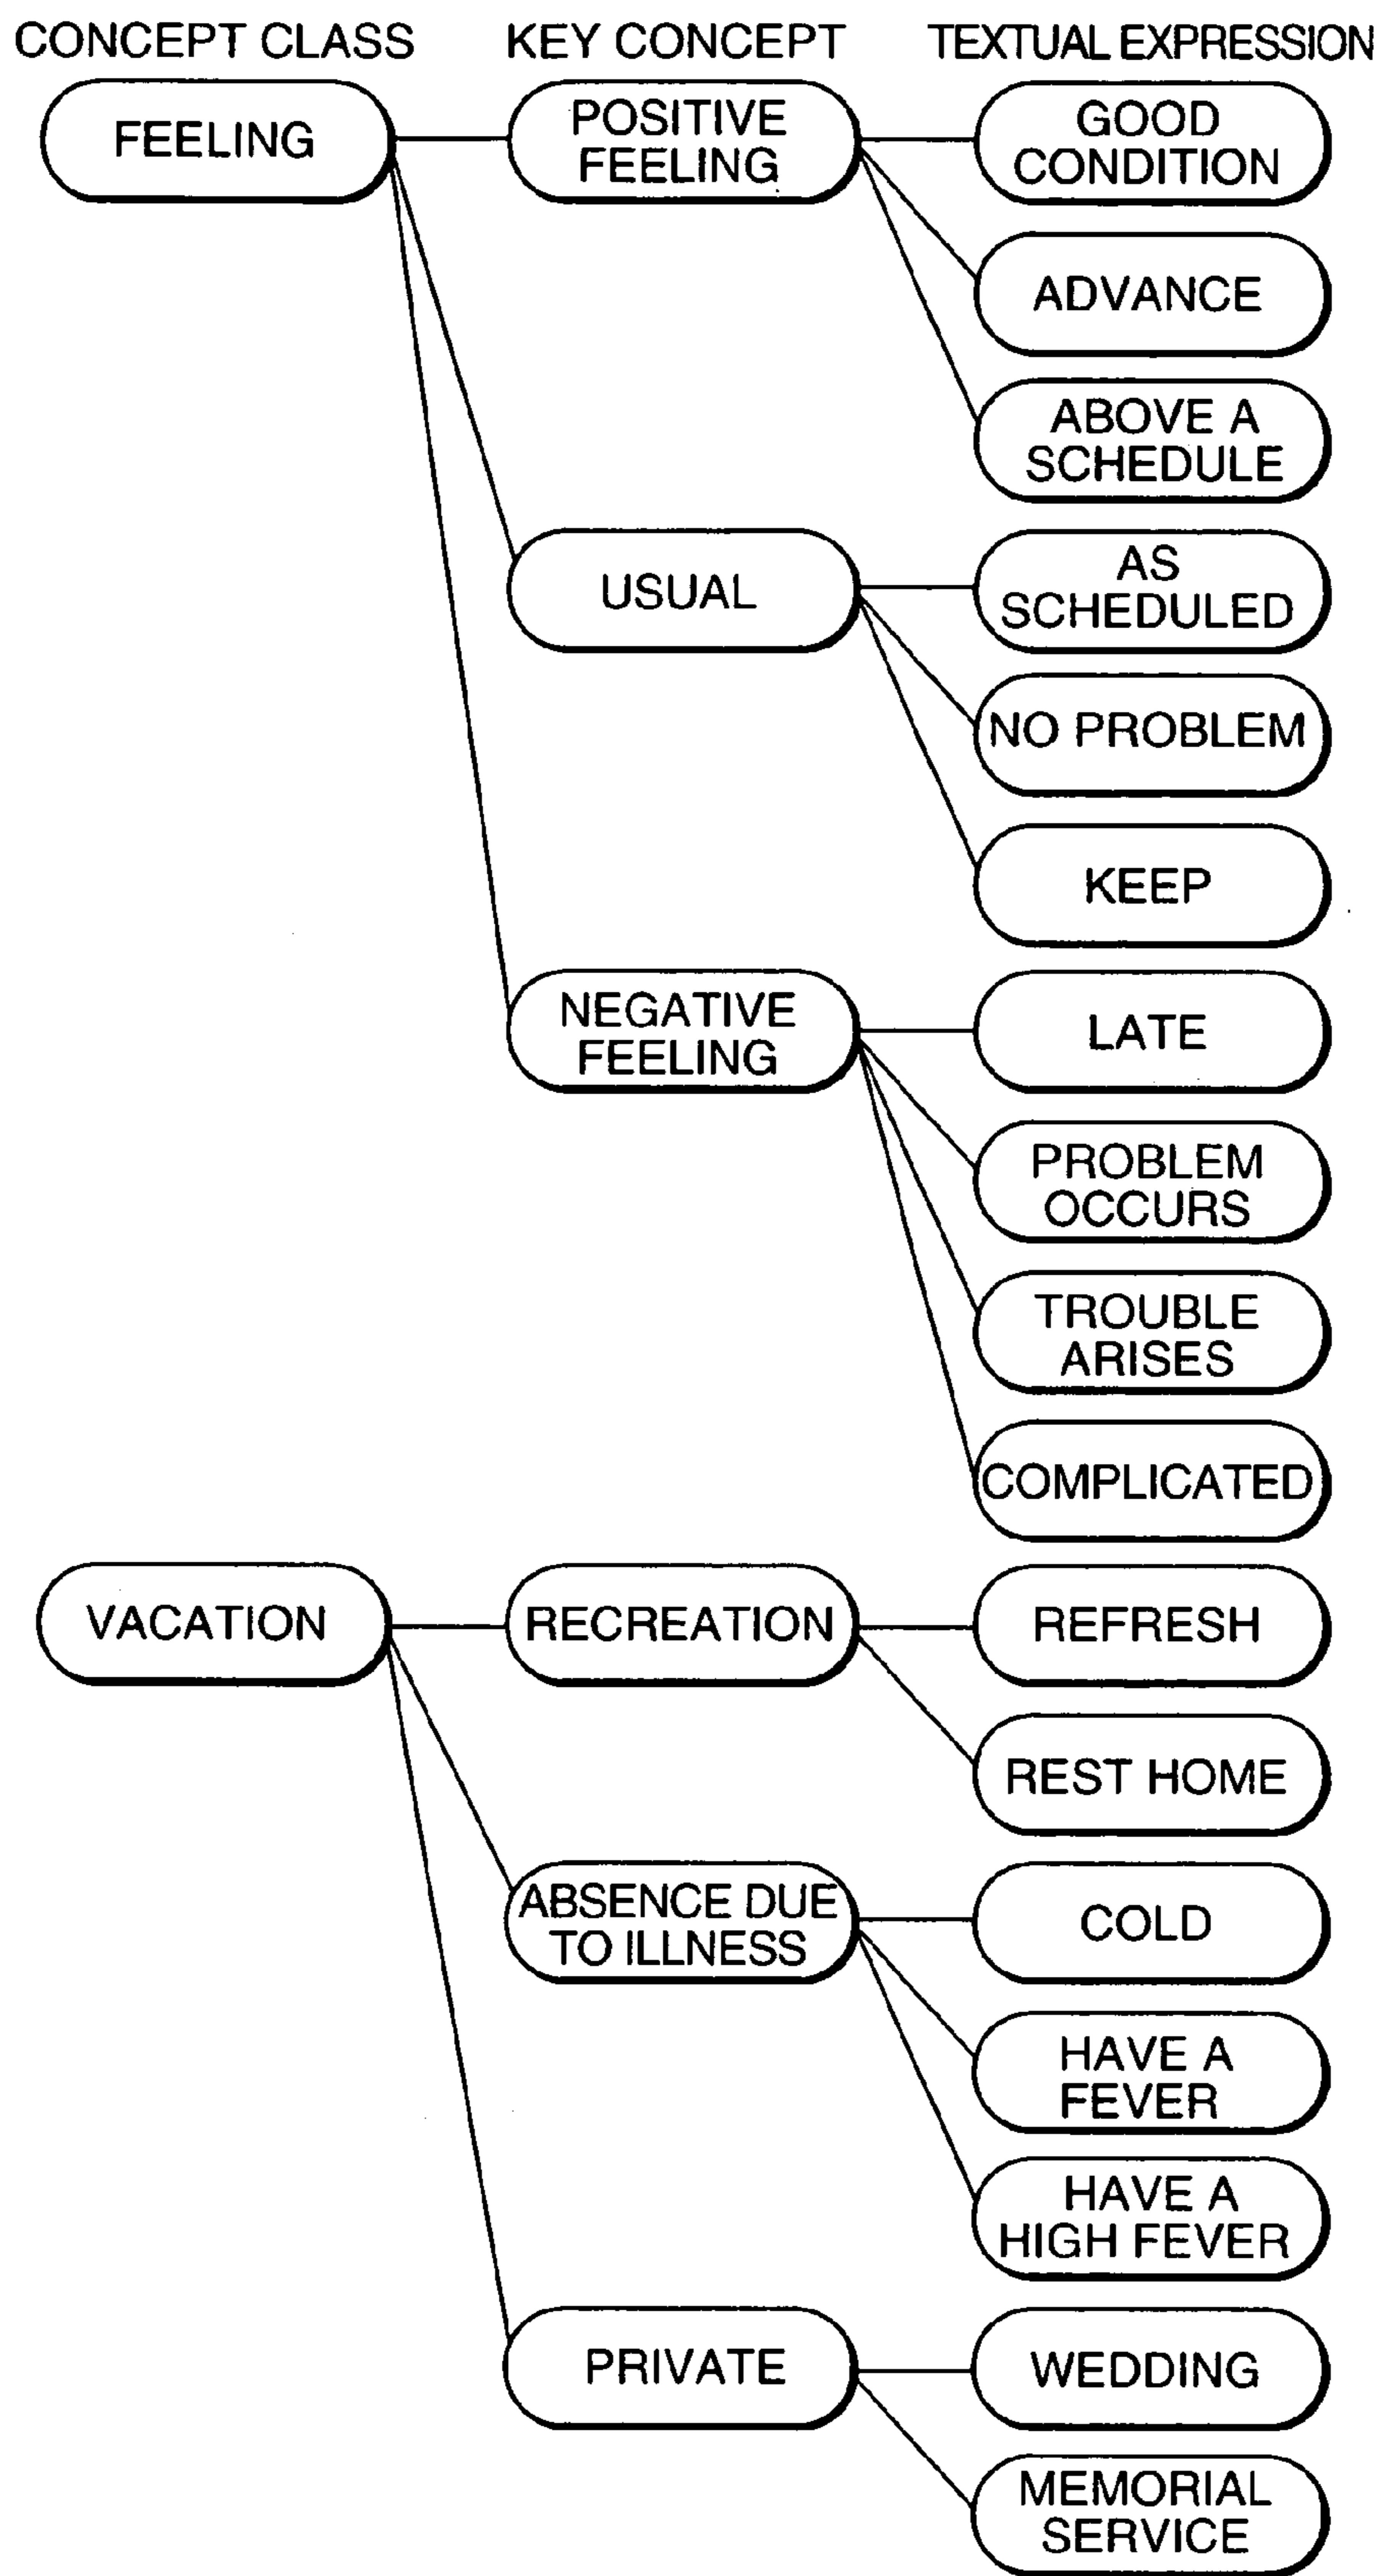 CONCEPT CLASS KEY CONCEPT TEXTUAL EXPRESSION
FEELING
POSITIVE
FEELING
GOOD
CONDITION
ADVANCE
ABOVE A
SCHEDULE
USUAL
AS
SCHEDULED
NO PROBLEM
KEEP
NEGATIVE
FEELING
LATE
PROBLEM
OCCURS
TROUBLE
ARISES
COMPLICATED
VACATION
RECREATION
REFRESH
REST HOME
ABSENCE DUE
TO ILLNESS
COLD
HAVE A
FEVER
HAVE A
HIGH FEVER
PRIVATE
WEDDING
MEMORIAL
SERVICE